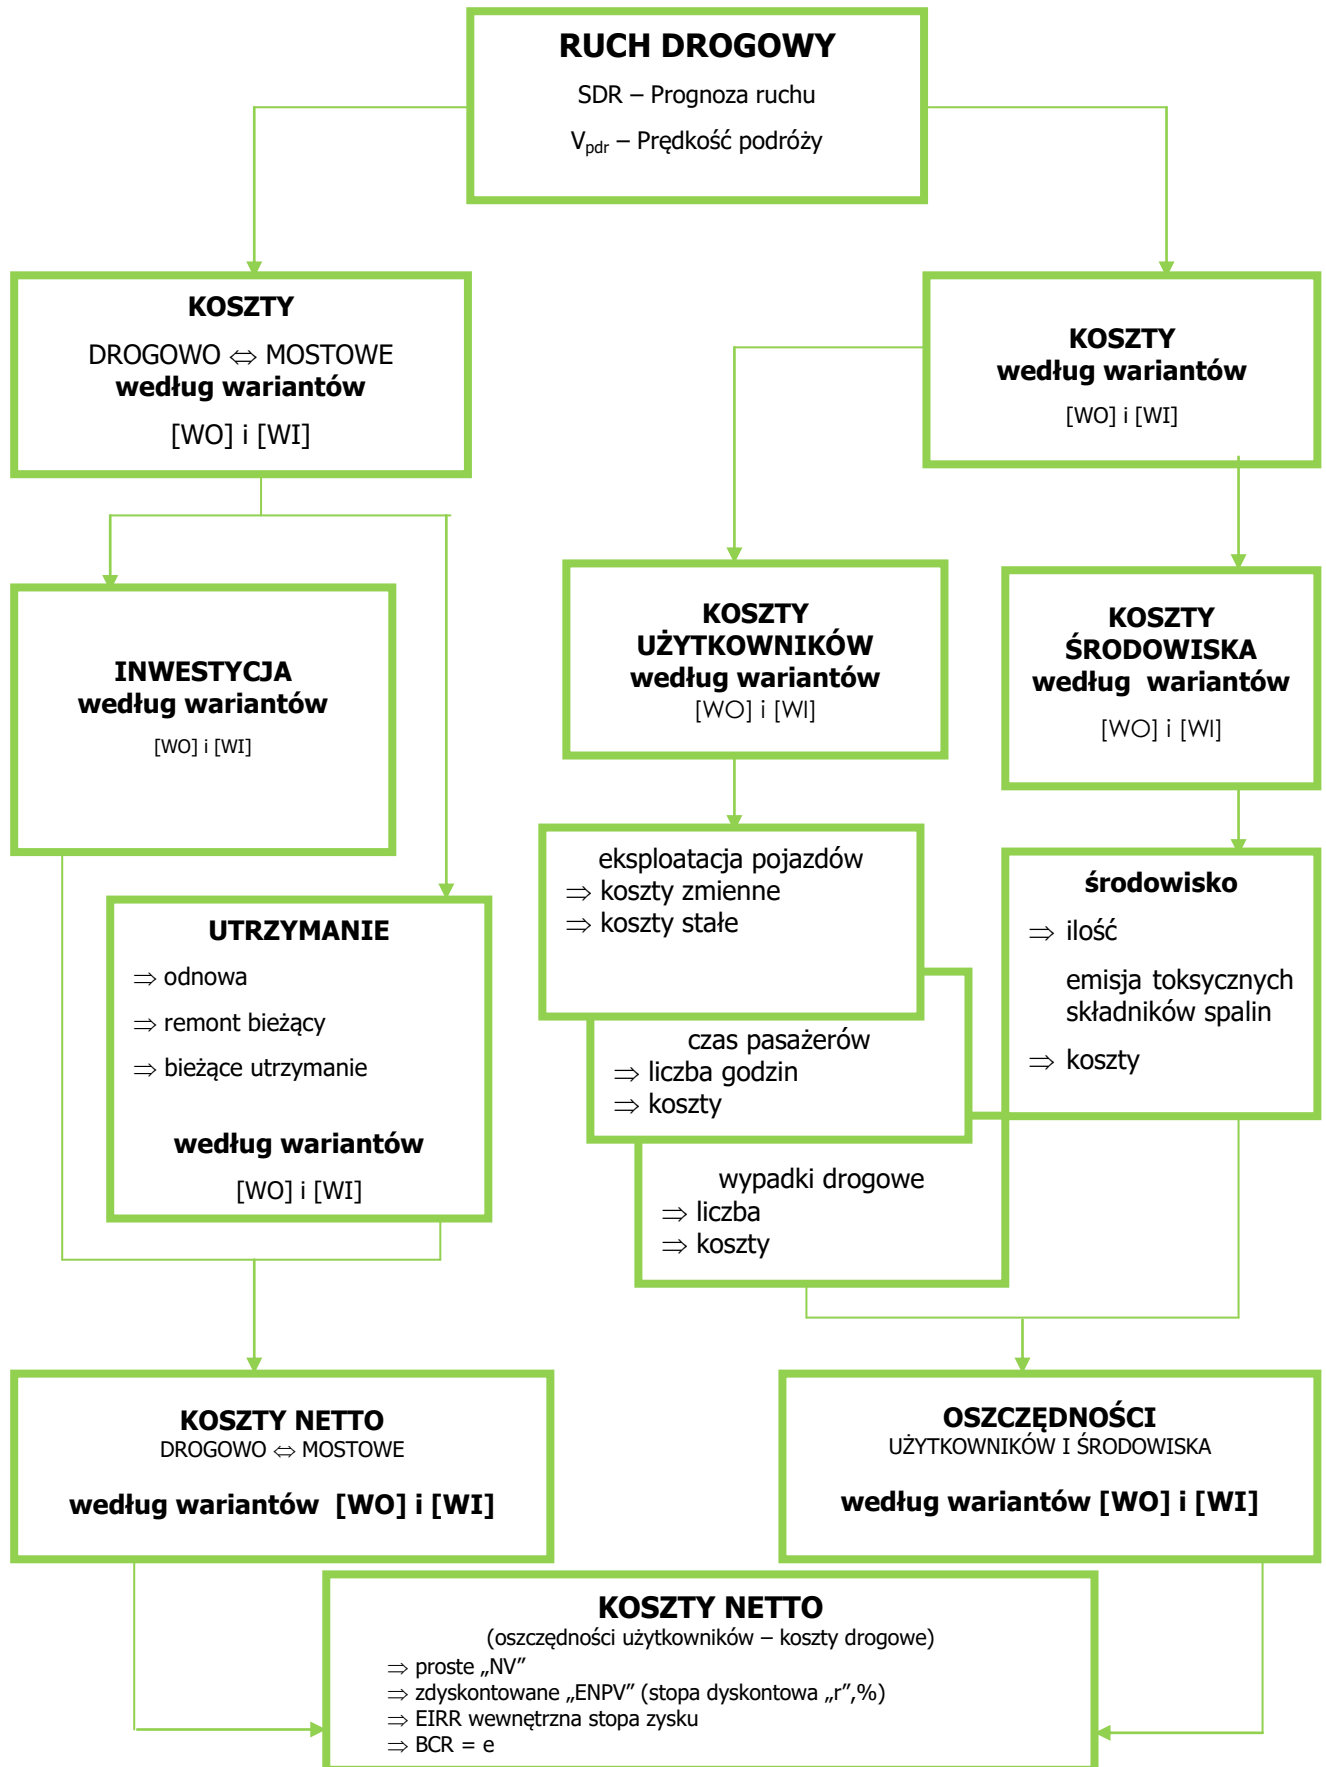 RUCH DROGOWY
SDR – Prognoza ruchu
Vpdr – Prędkość podróży
KOSZTY
DROGOWO ⇔ MOSTOWE
według wariantów
[WO] i [WI]
KOSZTY
według wariantów
[WO] i [WI]
INWESTYCJA
według wariantów
[WO] i [WI]
KOSZTY
UŻYTKOWNIKÓW
według wariantów
[WO] i [WI]
KOSZTY
ŚRODOWISKA
według wariantów
[WO] i [WI]
UTRZYMANIE
⇒ odnowa
⇒ remont bieżący
⇒ bieżące utrzymanie
według wariantów
[WO] i [WI]
eksploatacja pojazdów
⇒ koszty zmienne
⇒ koszty stałe
czas pasażerów
⇒ liczba godzin
⇒ koszty
wypadki drogowe
⇒ liczba
⇒ koszty
środowisko
⇒ ilość
emisja toksycznych
składników spalin
⇒ koszty
KOSZTY NETTO
DROGOWO ⇔ MOSTOWE
według wariantów [WO] i [WI]
OSZCZĘDNOŚCI
UŻYTKOWNIKÓW I ŚRODOWISKA
według wariantów [WO] i [WI]
KOSZTY NETTO
(oszczędności użytkowników – koszty drogowe)
⇒ proste „NV”
⇒ zdyskontowane „ENPV” (stopa dyskontowa „r”,%)
⇒ EIRR wewnętrzna stopa zysku
⇒ BCR = e